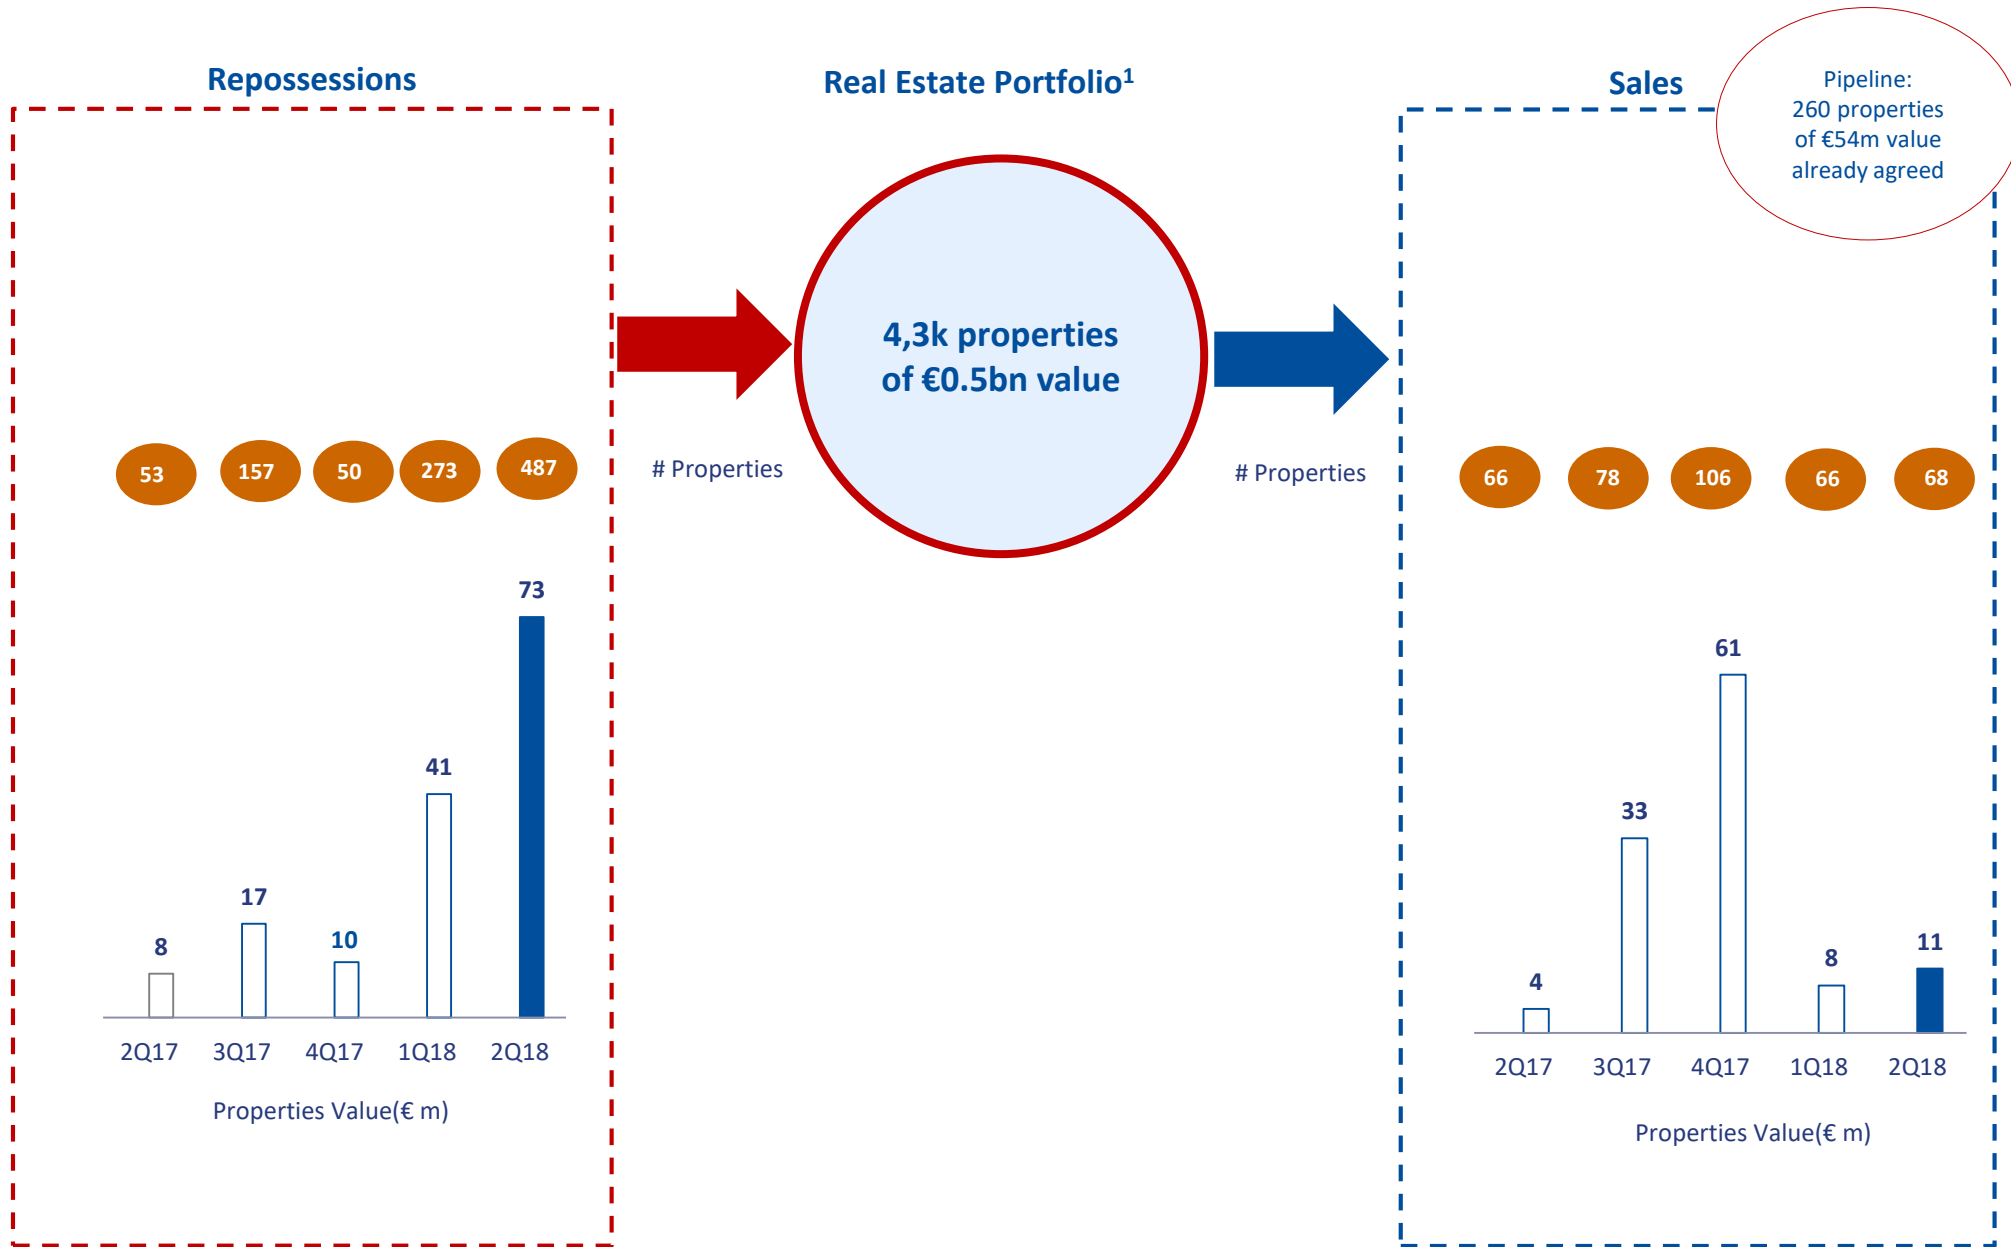 Repossessions
Real Estate Portfolio1
Sales
Pipeline:
260 properties
of €54m value
already agreed
4,3k properties
of €0.5bn value
53 157 50 273 487
# Properties
# Properties
66 78 106 66 68
73
41
17
10
8
2Q17 3Q17 4Q17 1Q18 2Q18
Properties Value(€ m)
61
33
11
8
4
2Q17 3Q17 4Q17 1Q18 2Q18
Properties Value(€ m)